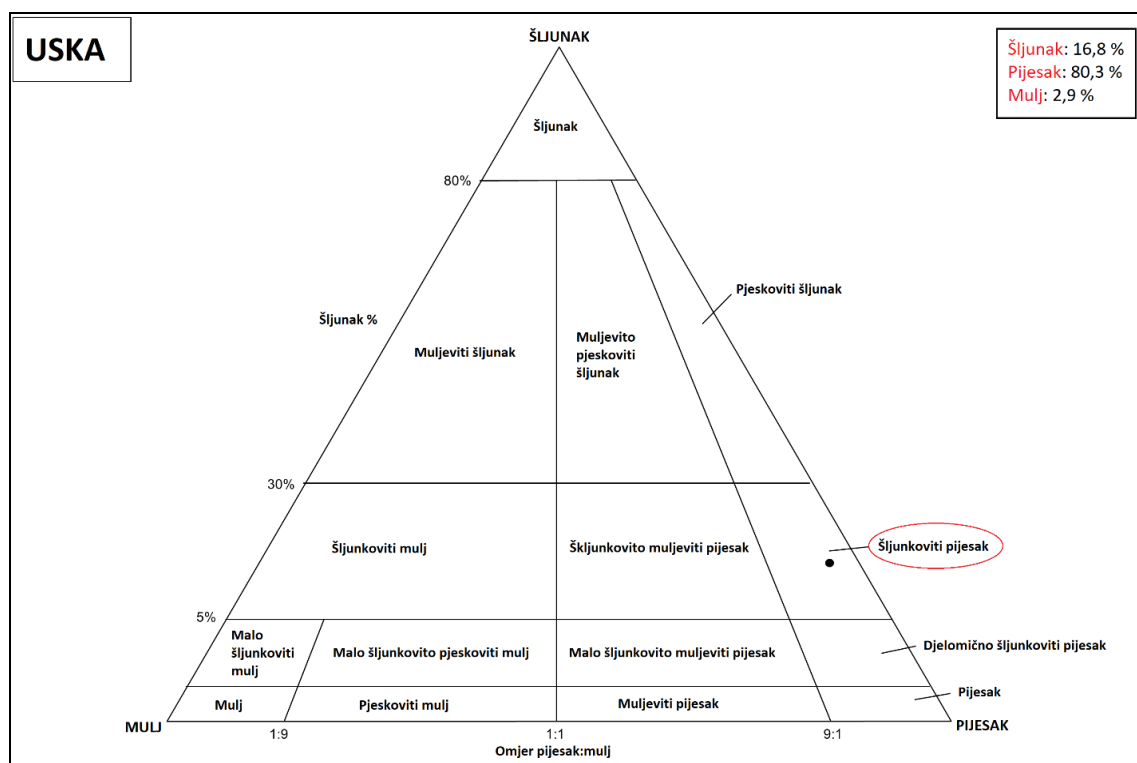 USKA
ŠLJUNAK
Šljunak: 16,8 %
Pijesak: 80,3 %
Mulj: 2,9 %
Šljunak
80%
Pjeskoviti šljunak
Šljunak %
Muljeviti šljunak
Muljevito
pjeskoviti
šljunak
30%
Šljunkoviti mulj
Škljunkovito muljeviti pijesak
Šljunkoviti pijesak
5%
Malo
šljunkoviti
mulj
Malo šljunkovito pjeskoviti mulj
Malo šljunkovito muljeviti pijesak
Djelomično šljunkoviti pijesak
Mulj
Pjeskoviti mulj
Muljeviti pijesak
Pijesak
MULJ
PIJESAK
1:9
1:1
9:1
Omjer pijesak:mulj